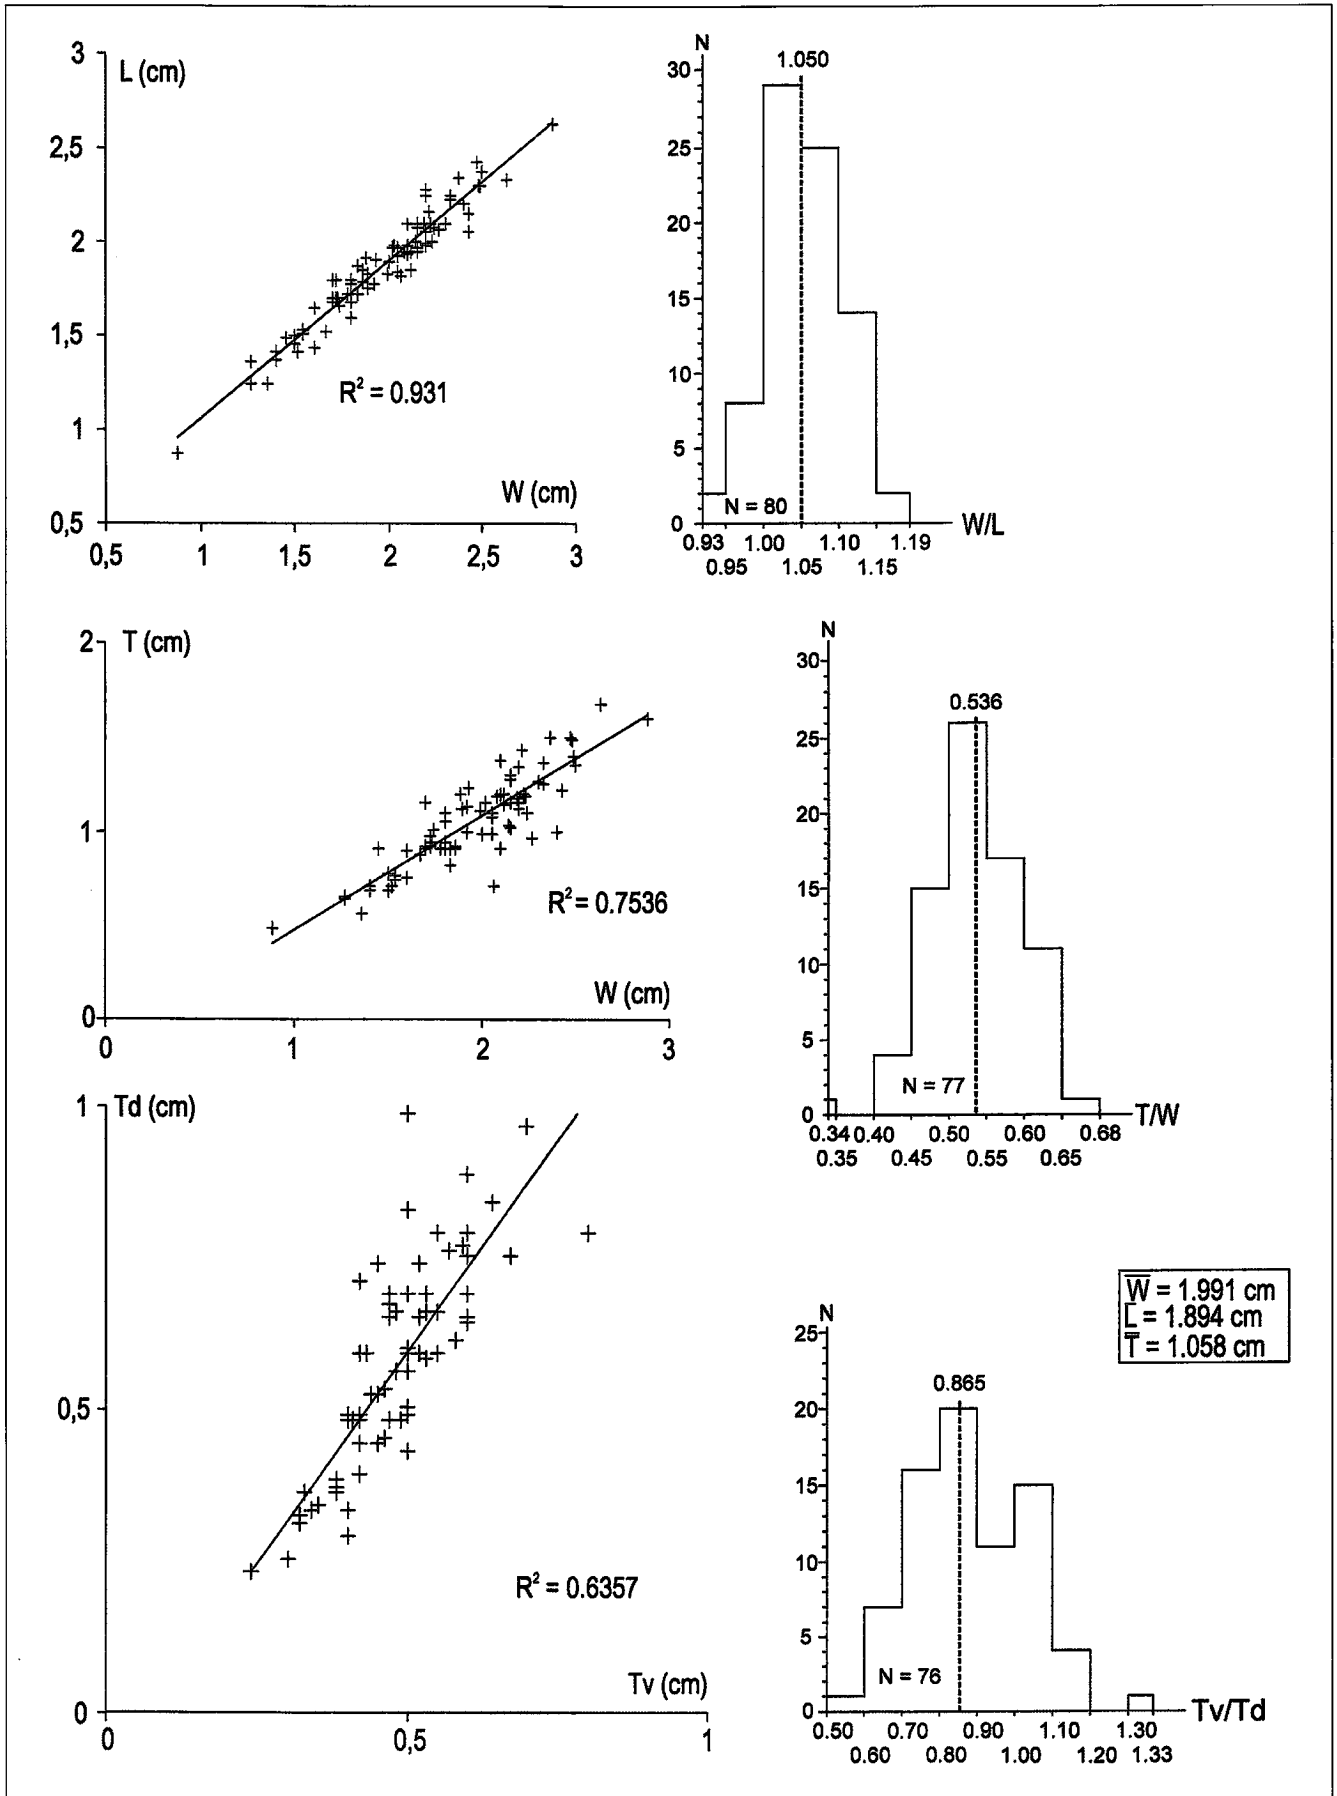 3
L (cm)
2,5
2
1,5
1
0,5
R² = 0.931
W (cm)
0,5 1 1,5 2 2,5 3
N
1.050
30
25
20
15
10
5
0
N = 80
W/L
0.93 1.00 1.10 1.19
0.95 1.05 1.15
2
T (cm)
1
0
R² = 0.7536
W (cm)
0 1 2 3
N
30
0.536
25
20
15
10
5
0
N = 77
T/W
0.34 0.40 0.50 0.60 0.68
0.35 0.45 0.55 0.65
1
Td (cm)
0,5
0
R² = 0.6357
Tv (cm)
0 0,5 1
W̅ = 1.991 cm
L̅ = 1.894 cm
T̅ = 1.058 cm
N
25
0.865
20
15
10
5
0
N = 76
Tv/Td
0.50 0.70 0.90 1.10 1.30
0.60 0.80 1.00 1.20 1.33